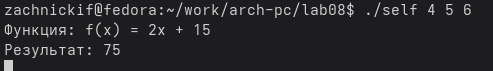 zachnickif@fedora:~/work/arch-pc/lab08$ ./self 4 5 6
Функция: f(x) = 2x + 15
Результат: 75